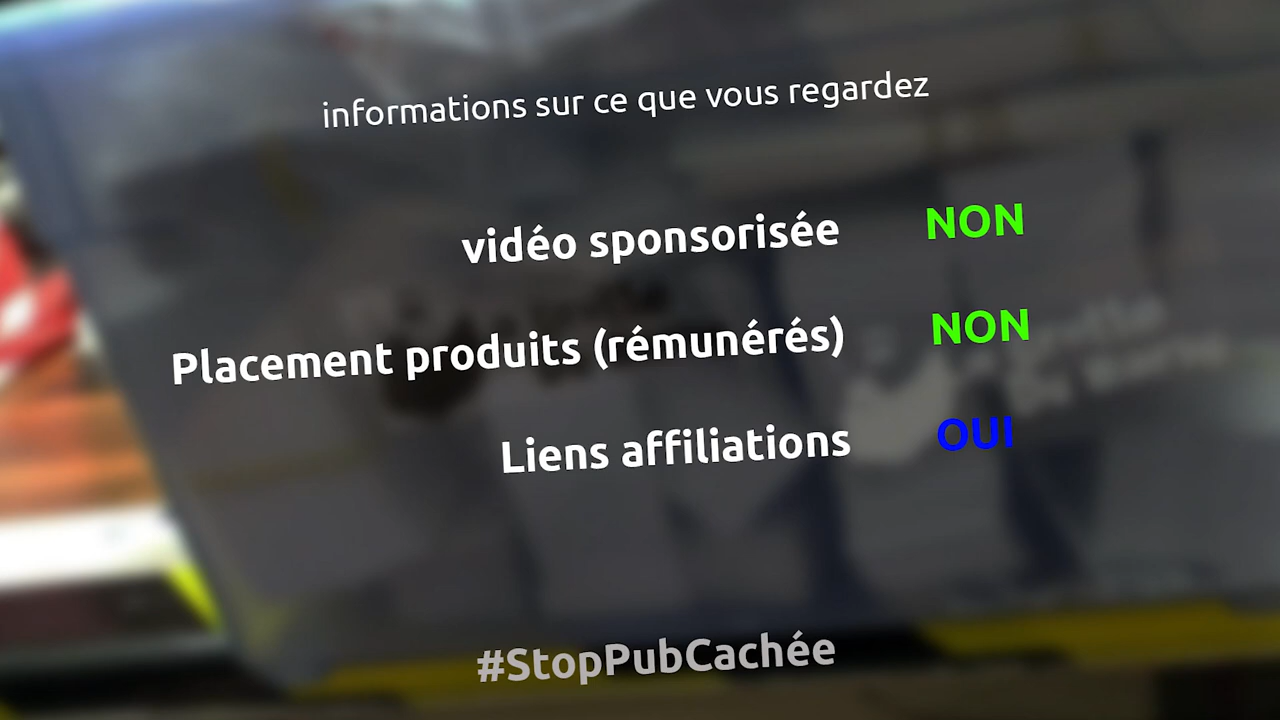 informations sur ce que vous regardez
vidéo sponsorisée NON
Placement produits (rémunérés) NON
Liens affiliations OUI
#StopPubCachée